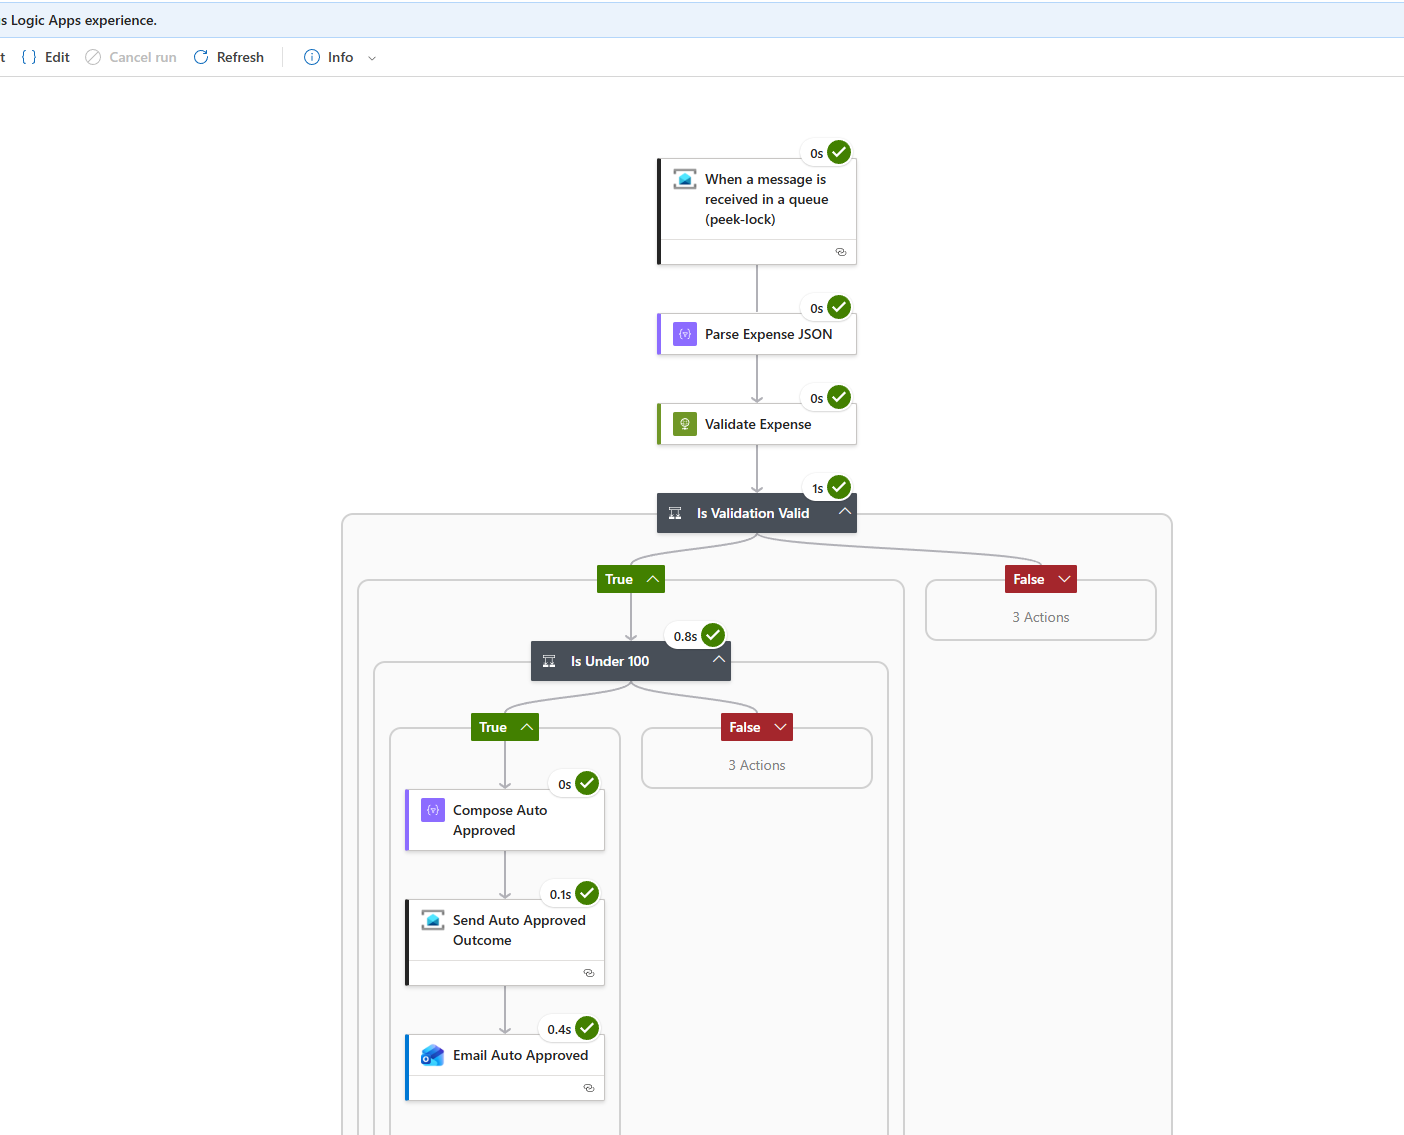 s Logic Apps experience.
t { } Edit Cancel run Refresh Info
0s
When a message is
received in a queue
(peek-lock)
0s
Parse Expense JSON
0s
Validate Expense
1s
Is Validation Valid
True
False
3 Actions
0.8s
Is Under 100
True
False
3 Actions
0s
Compose Auto
Approved
0.1s
Send Auto Approved
Outcome
0.4s
Email Auto Approved